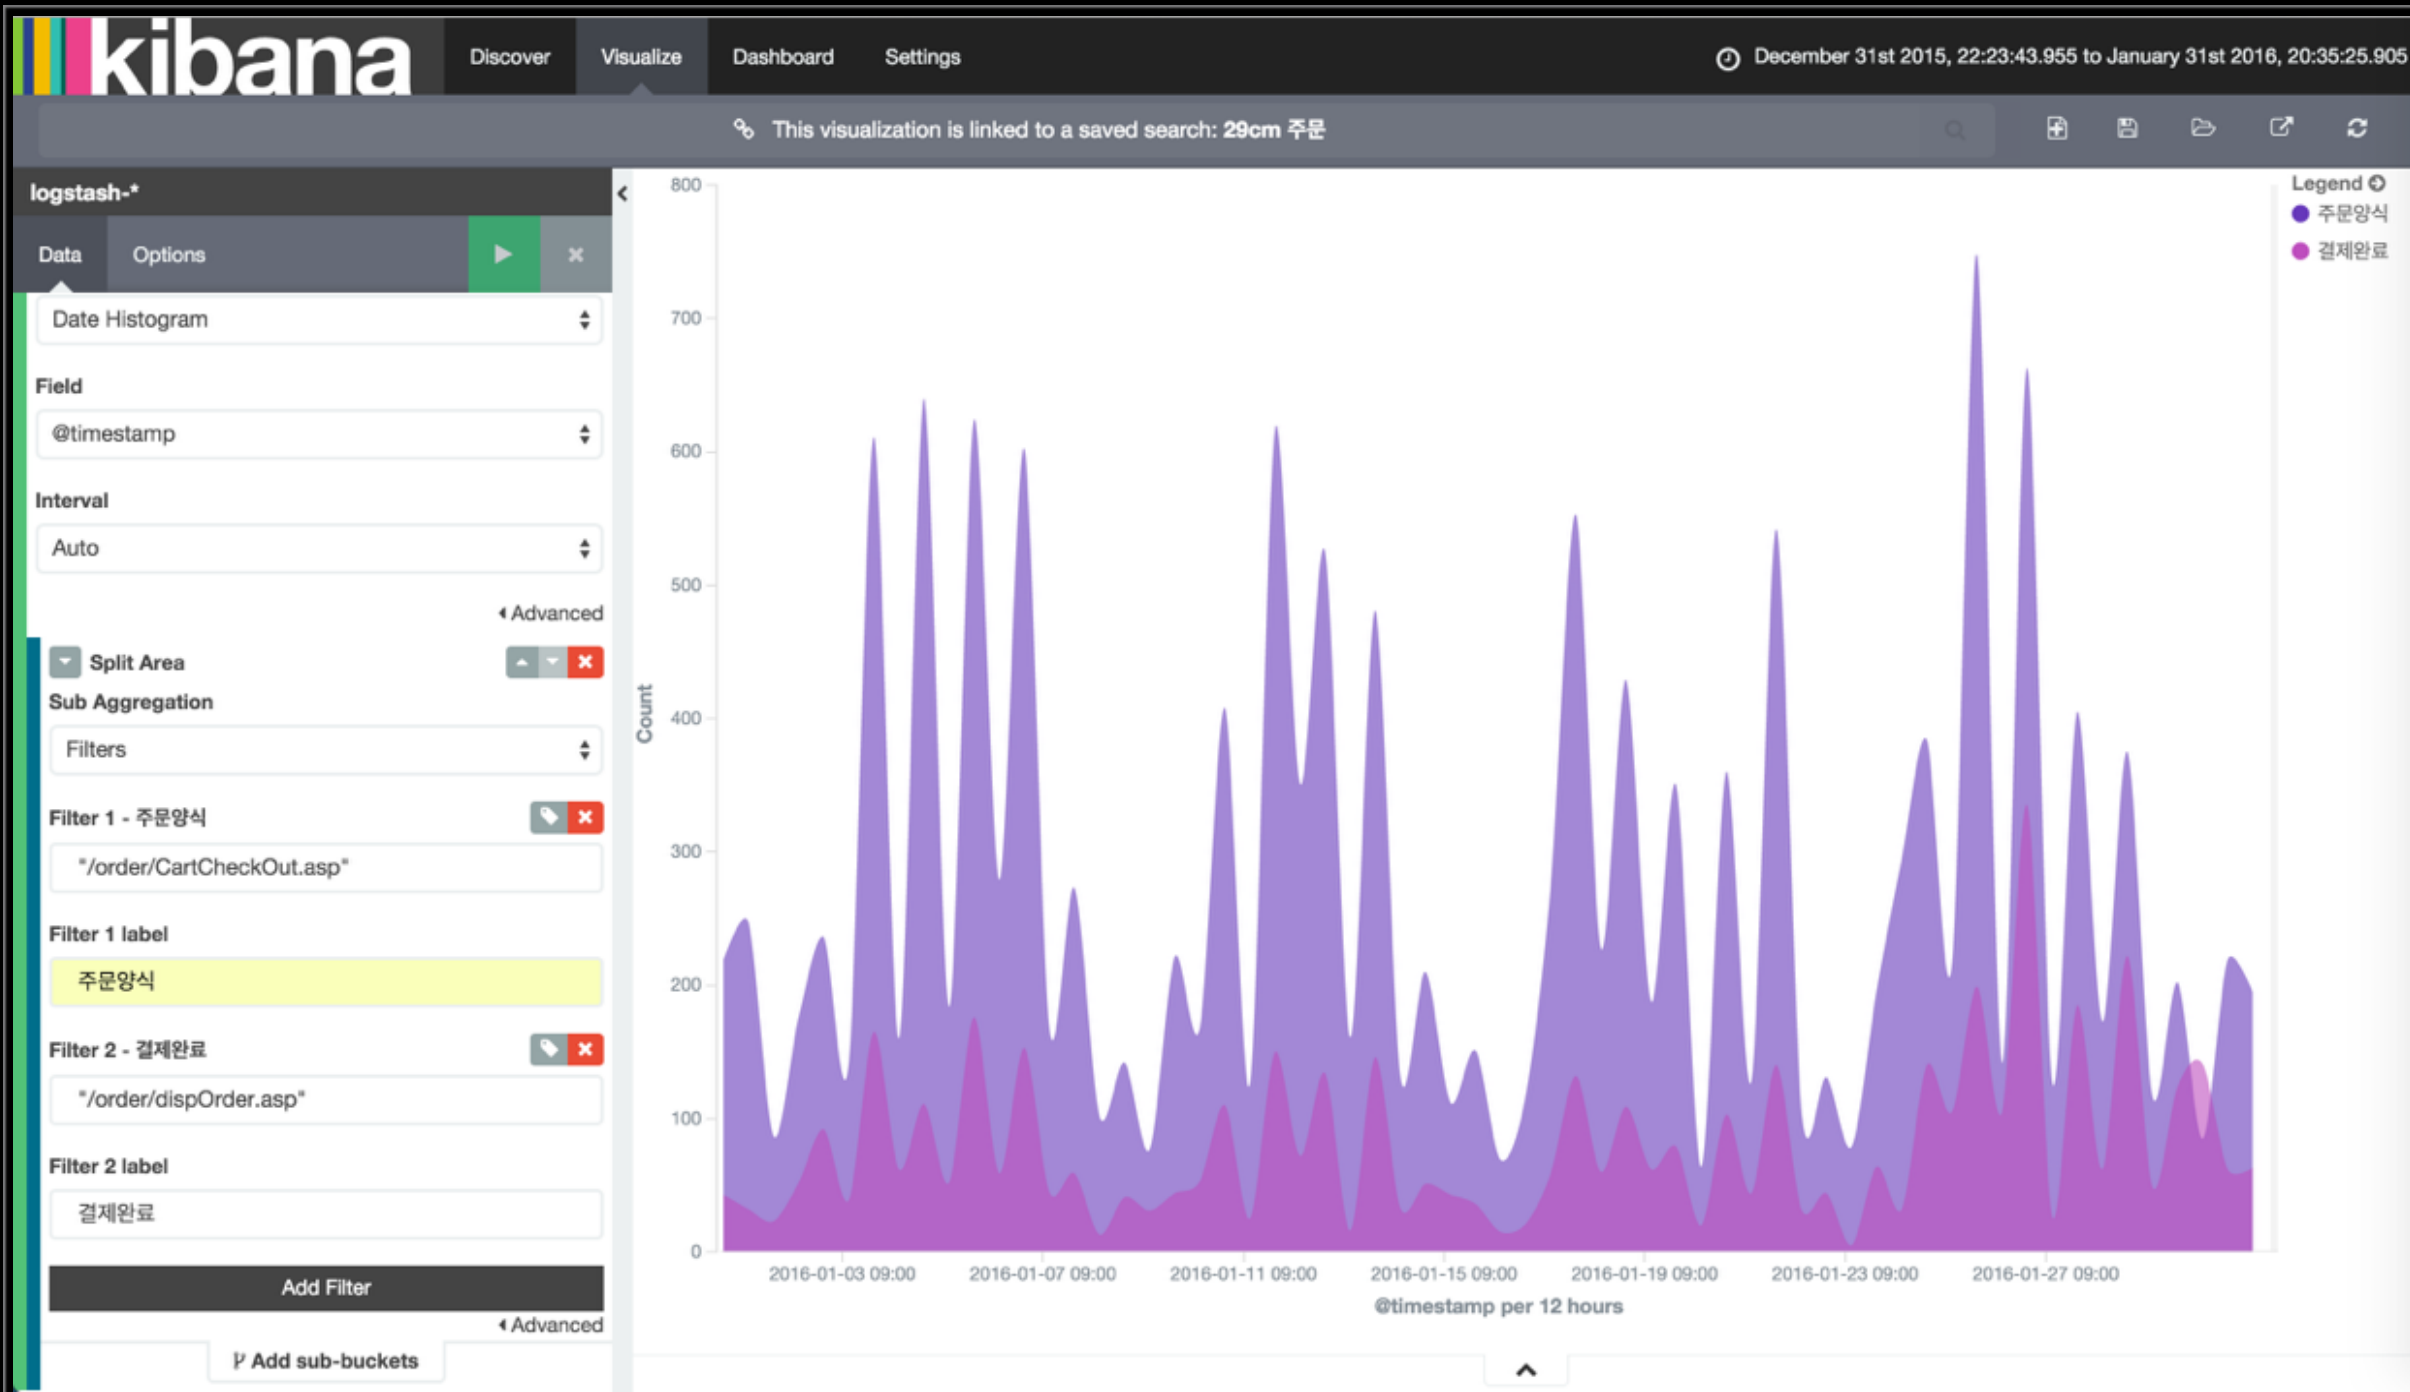 kibana Discover Visualize Dashboard Settings December 31st 2015, 22:23:43.955 to January 31st 2016, 20:35:25.905
This visualization is linked to a saved search: 29cm 주문
logstash-*
Data Options
Date Histogram
Field
@timestamp
Interval
Auto
Advanced
Split Area
Sub Aggregation
Filters
Filter 1 - 주문양식
"/order/CartCheckOut.asp"
Filter 1 label
주문양식
Filter 2 - 결제완료
"/order/dispOrder.asp"
Filter 2 label
결제완료
Add Filter
Advanced
Add sub-buckets
Count
800
700
600
500
400
300
200
100
0
2016-01-03 09:00 2016-01-07 09:00 2016-01-11 09:00 2016-01-15 09:00 2016-01-19 09:00 2016-01-23 09:00 2016-01-27 09:00
@timestamp per 12 hours
Legend
주문양식
결제완료